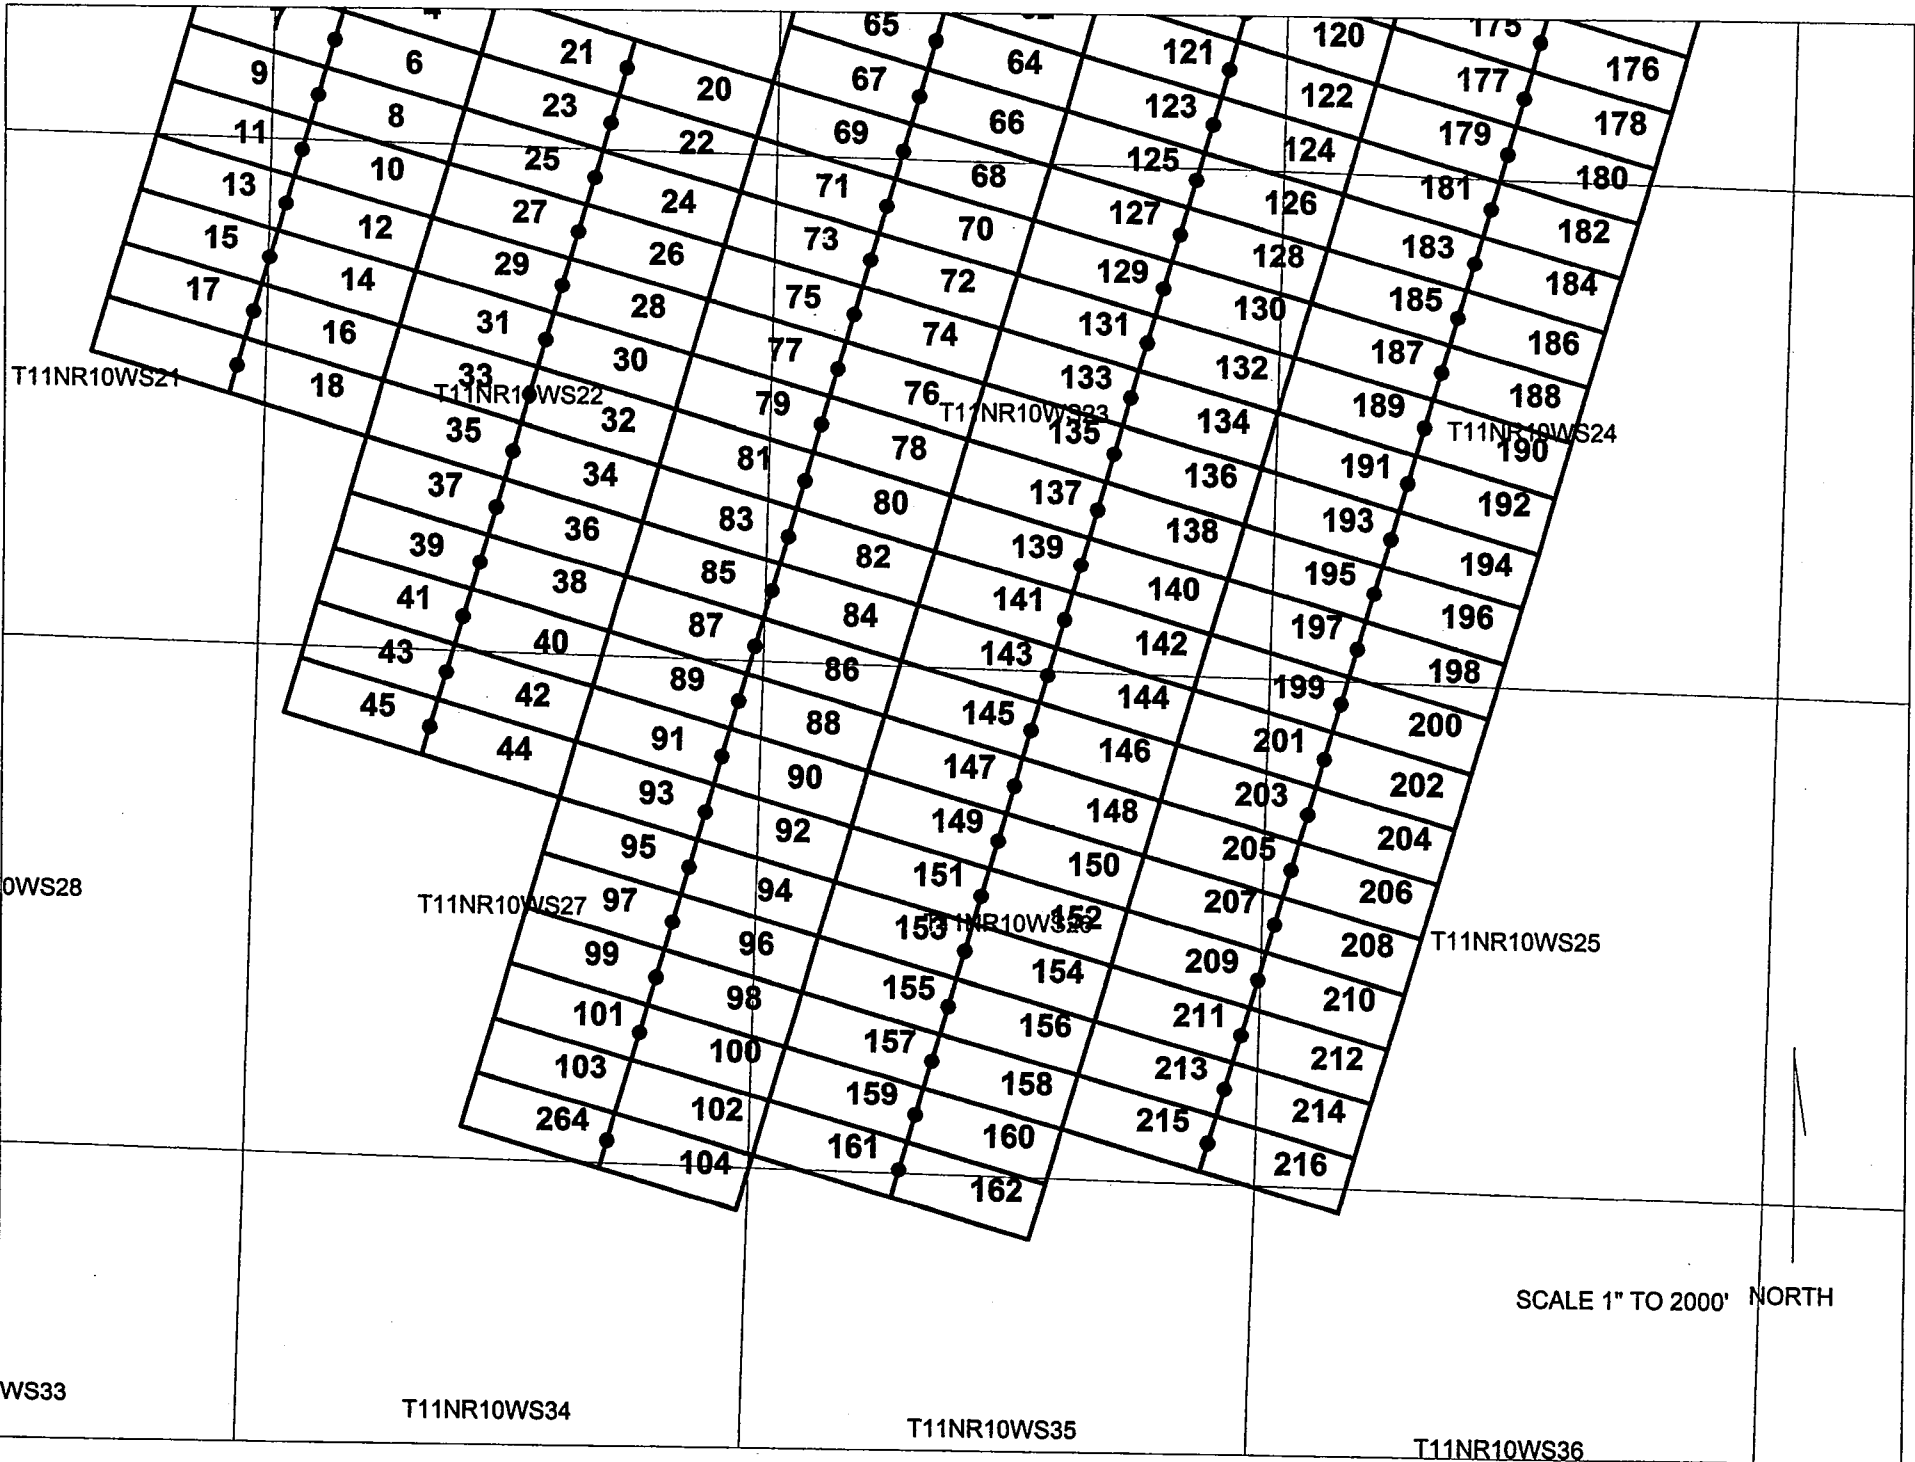 7 4 65 62 175
9 6 21 20 67 64 121 120 177 176
11 8 23 22 69 66 123 122 179 178
13 10 25 24 71 68 125 124 181 180
15 12 27 26 73 70 127 126 183 182
17 14 29 28 75 72 129 128 185 184
16 31 30 77 74 131 130 187 186
T11NR10WS21 18 33 T11NR10WS22 32 79 76 T11NR10WS23 133 132 189 188 T11NR10WS24
35 34 81 78 135 134 191 190
37 36 83 80 137 136 193 192
39 38 85 82 139 138 195 194
41 40 87 84 141 140 197 196
43 42 89 86 143 142 199 198
45 44 91 88 145 144 201 200
93 90 147 146 203 202
95 92 149 148 205 204
0WS28 T11NR10WS27 97 94 151 150 207 206
99 96 153 T11NR10WS26 152 209 208 T11NR10WS25
101 98 155 154 211 210
103 100 157 156 213 212
264 102 159 158 215 214
104 161 160 216
162
SCALE 1" TO 2000' NORTH
WS33 T11NR10WS34 T11NR10WS35 T11NR10WS36